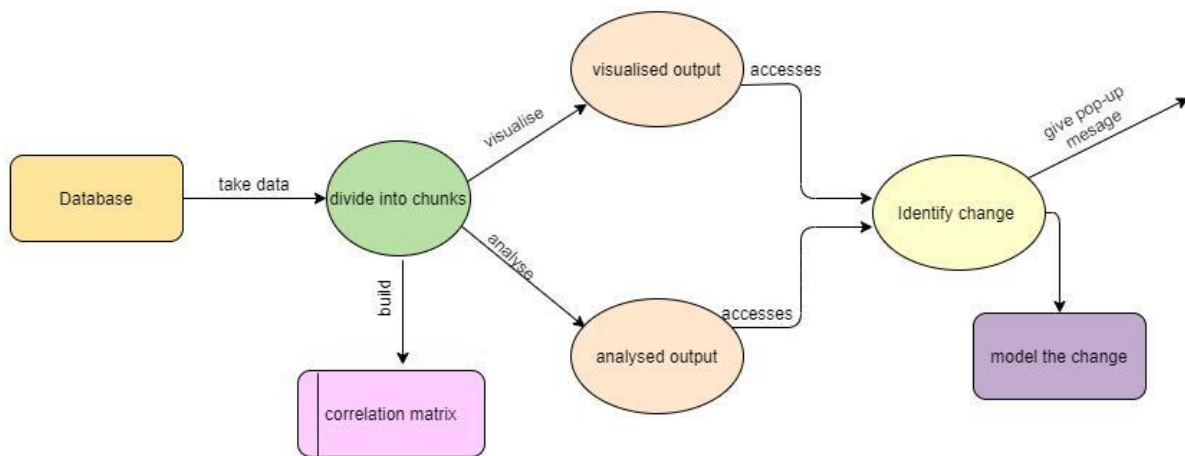 Database
take data
divide into chunks
visualise
visualised output
accesses
analyse
analysed output
accesses
build
correlation matrix
Identify change
give pop-up
mesage
model the change